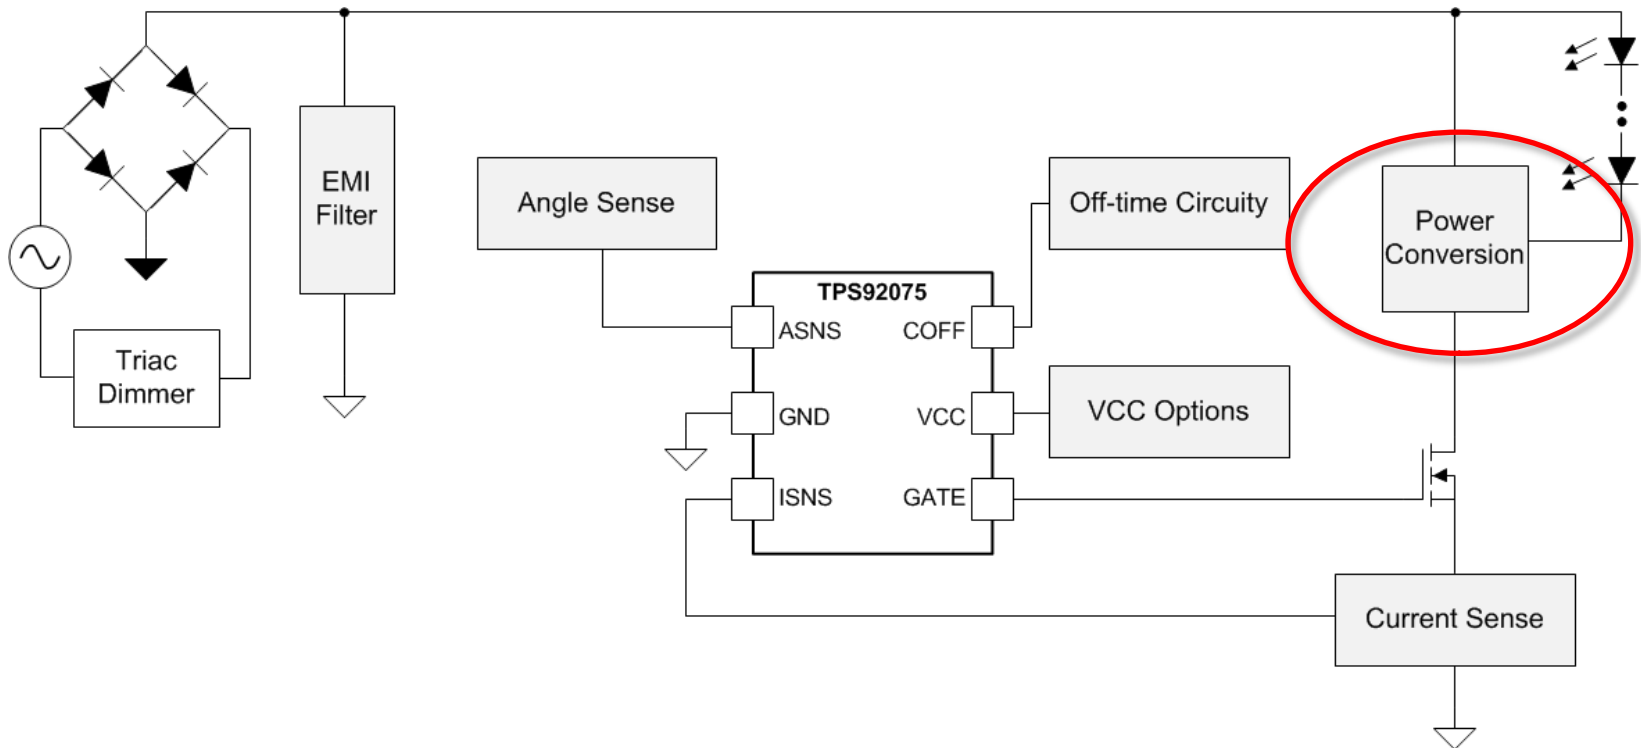 EMI
Filter
Angle Sense
Off-time Circuity
Power
Conversion
TPS92075
ASNS
COFF
Triac
Dimmer
GND
VCC
VCC Options
ISNS
GATE
Current Sense